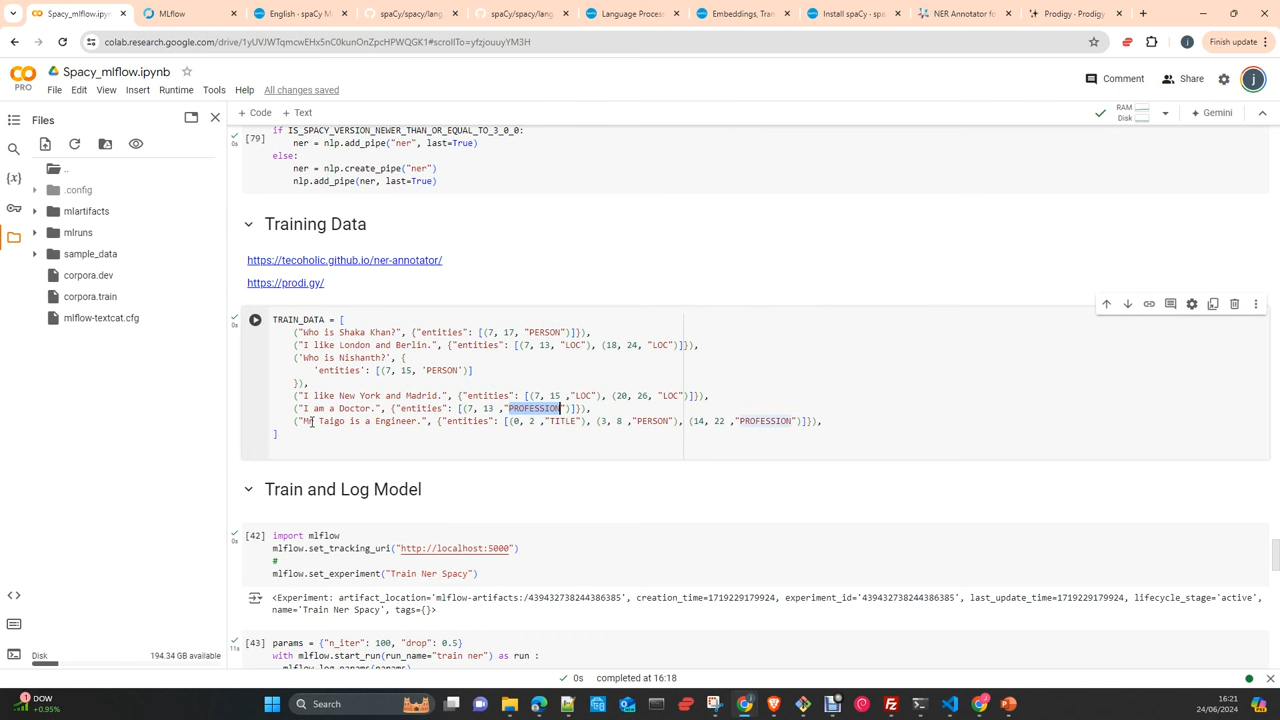 Spacy_mlflow.ipynb
MLflow
English - spaCy M
spaCy/spacy/lang
spaCy/spacy/lang
Language Process
Embeddings, Tran
Install spaCy - spa
NER Annotator fo
Prodigy - Prodigy
colab.research.google.com/drive/1yUVJWTqmcwEHx5nC0kunOnZpcHPWQGK1#scrollTo=yfzjouuyYM3H
Finish update
PRO
Spacy_mlflow.ipynb
File Edit View Insert Runtime Tools Help All changes saved
Comment Share
Files
+ Code + Text
RAM
Disk
Gemini
..
.config
mlartifacts
mlruns
sample_data
corpora.dev
corpora.train
mlflow-textcat.cfg
Disk 194.34 GB available
[79]
0s
if IS_SPACY_VERSION_NEWER_THAN_OR_EQUAL_TO_3_0_0:
ner = nlp.add_pipe("ner", last=True)
else:
ner = nlp.create_pipe("ner")
nlp.add_pipe(ner, last=True)
Training Data
https://tecoholic.github.io/ner-annotator/
https://prodi.gy/
0s
TRAIN_DATA = [
("Who is Shaka Khan?", {"entities": [(7, 17, "PERSON")]}),
("I like London and Berlin.", {"entities": [(7, 13, "LOC"), (18, 24, "LOC")]}),
('Who is Nishanth?', {
'entities': [(7, 15, 'PERSON')]
}),
("I like New York and Madrid.", {"entities": [(7, 15 ,"LOC"), (20, 26, "LOC")]}),
("I am a Doctor.", {"entities": [(7, 13 ,"PROFESSION")]}),
("Mr Taigo is a Engineer.", {"entities": [(0, 2 ,"TITLE"), (3, 8 ,"PERSON"), (14, 22 ,"PROFESSION")]}),
]
Train and Log Model
[42]
0s
import mlflow
mlflow.set_tracking_uri("http://localhost:5000")
#
mlflow.set_experiment("Train Ner Spacy")
<Experiment: artifact_location='mlflow-artifacts:/439432738244386385', creation_time=1719229179924, experiment_id='439432738244386385', last_update_time=1719229179924, lifecycle_stage='active',
name='Train Ner Spacy', tags={}>
[43]
11s
params = {"n_iter": 100, "drop": 0.5}
with mlflow.start_run(run_name="train ner") as run :
mlflow.log_params(params)
0s completed at 16:18
DOW
+0.95%
Search
16:21
24/06/2024